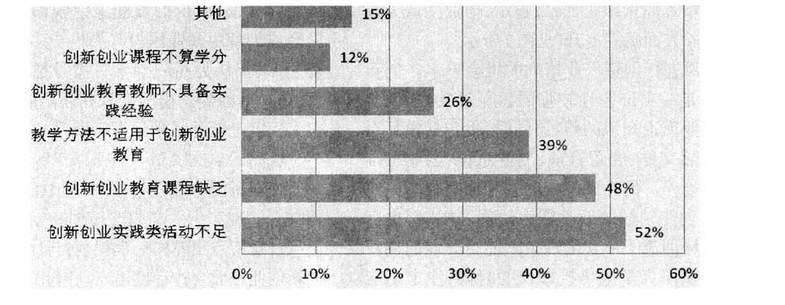 其他
15%
创新创业课程不算学分
12%
创新创业教育教师不具备实
践经验
26%
教学方法不适用于创新创业
教育
39%
创新创业教育课程缺乏
48%
创新创业实践类活动不足
52%
0% 10% 20% 30% 40% 50% 60%